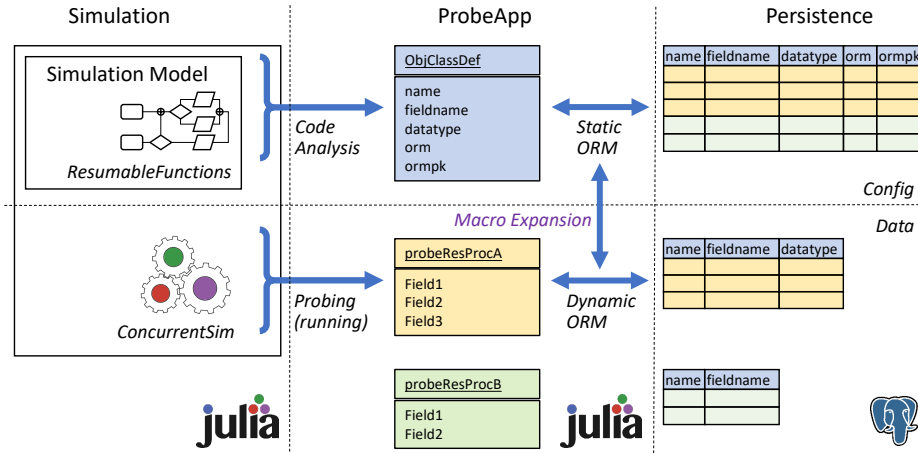 Simulation
ProbeApp
Persistence
Simulation Model
ResumableFunctions
Code
Analysis
ObjClassDef
name
fieldname
datatype
orm
ormpk
Static
ORM
name fieldname datatype orm ormpk
Config
Macro Expansion
Data
ConcurrentSim
Probing
(running)
probeResProcA
Field1
Field2
Field3
Dynamic
ORM
name fieldname datatype
probeResProcB
Field1
Field2
name fieldname
julia
julia